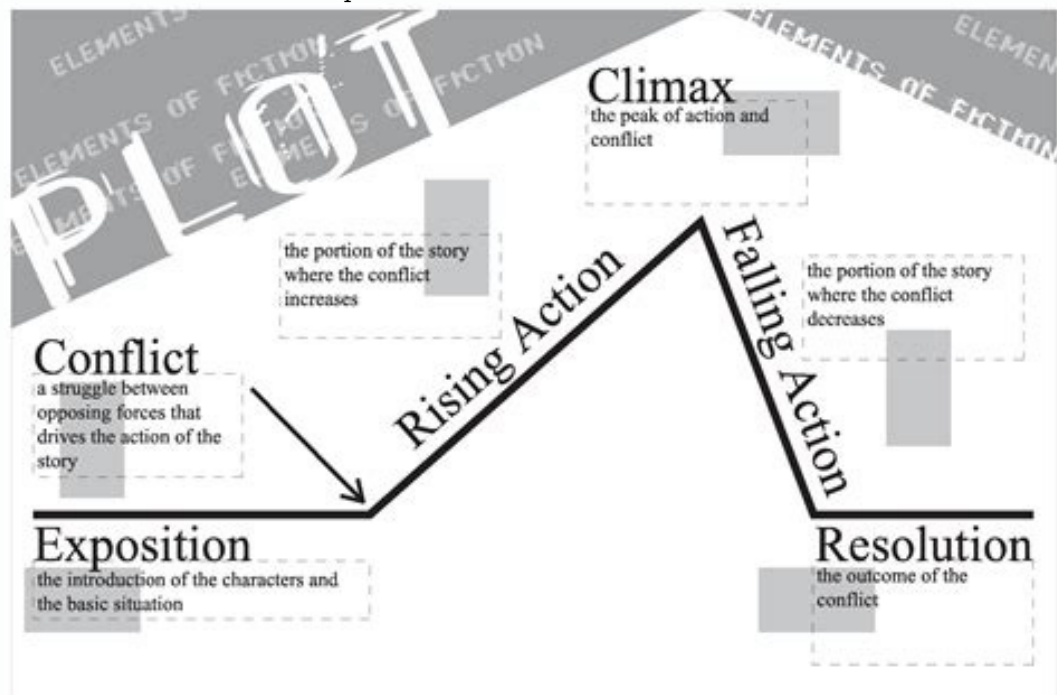 ELEMENTS
ELEMENTS OF FICTION
ELEMENTS OF FICTION
PLOT
ELEMENTS OF FICTION
ELEMEN
Climax
the peak of action and
conflict
the portion of the story
where the conflict
increases
Rising Action
Falling Action
the portion of the story
where the conflict
decreases
Conflict
a struggle between
opposing forces that
drives the action of the
story
Exposition
the introduction of the characters and
the basic situation
Resolution
the outcome of the
conflict